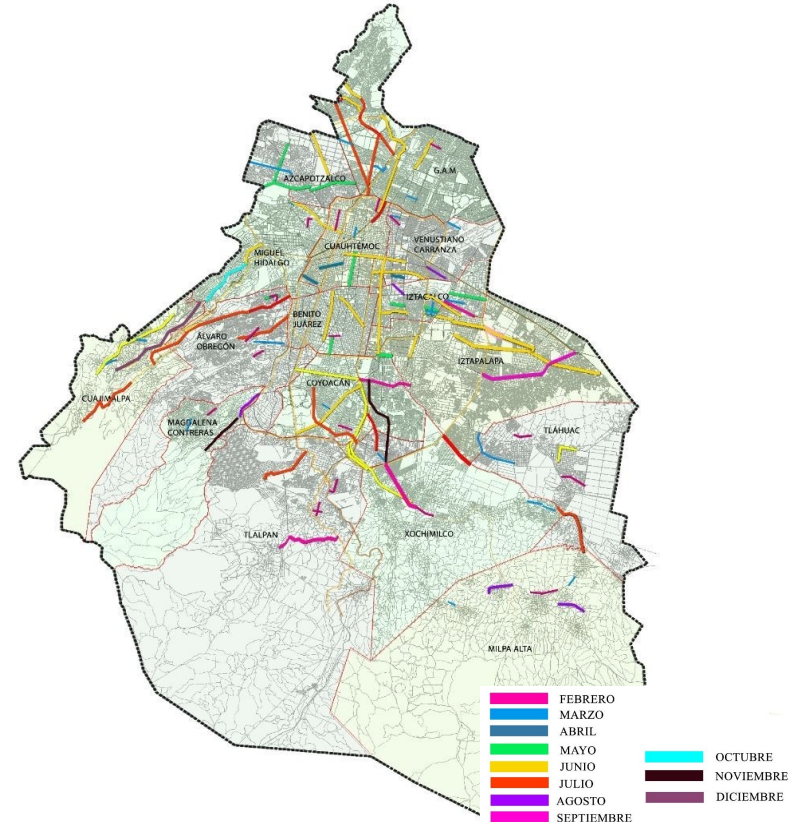 G.A.M
AZCAPOTZALCO
VENUSTIANO
CARRANZA
CUAUHTÉMOC
MIGUEL
HIDALGO
IZTACALCO
BENITO
JUÁREZ
ÁLVARO
OBREGÓN
IZTAPALAPA
COYOACÁN
CUAJIMALPA
MAGDALENA
CONTRERAS
TLÁHUAC
TLALPAN
XOCHIMILCO
MILPA ALTA
FEBRERO
MARZO
ABRIL
MAYO
JUNIO
JULIO
AGOSTO
SEPTIEMBRE
OCTUBRE
NOVIEMBRE
DICIEMBRE